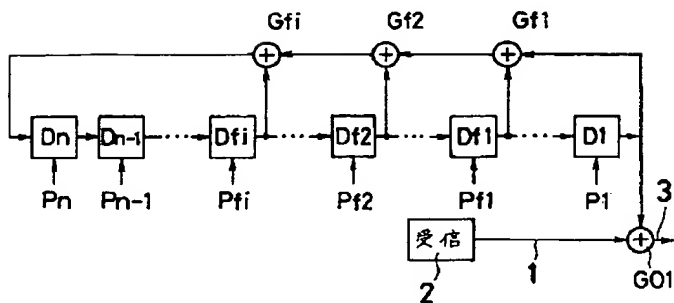 Gfi Gf2 Gf1
Dn Dn-1 Dfi Df2 Df1 D1
Pn Pn-1 Pfi Pf2 Pf1 P1
受信 3
2 1 G01